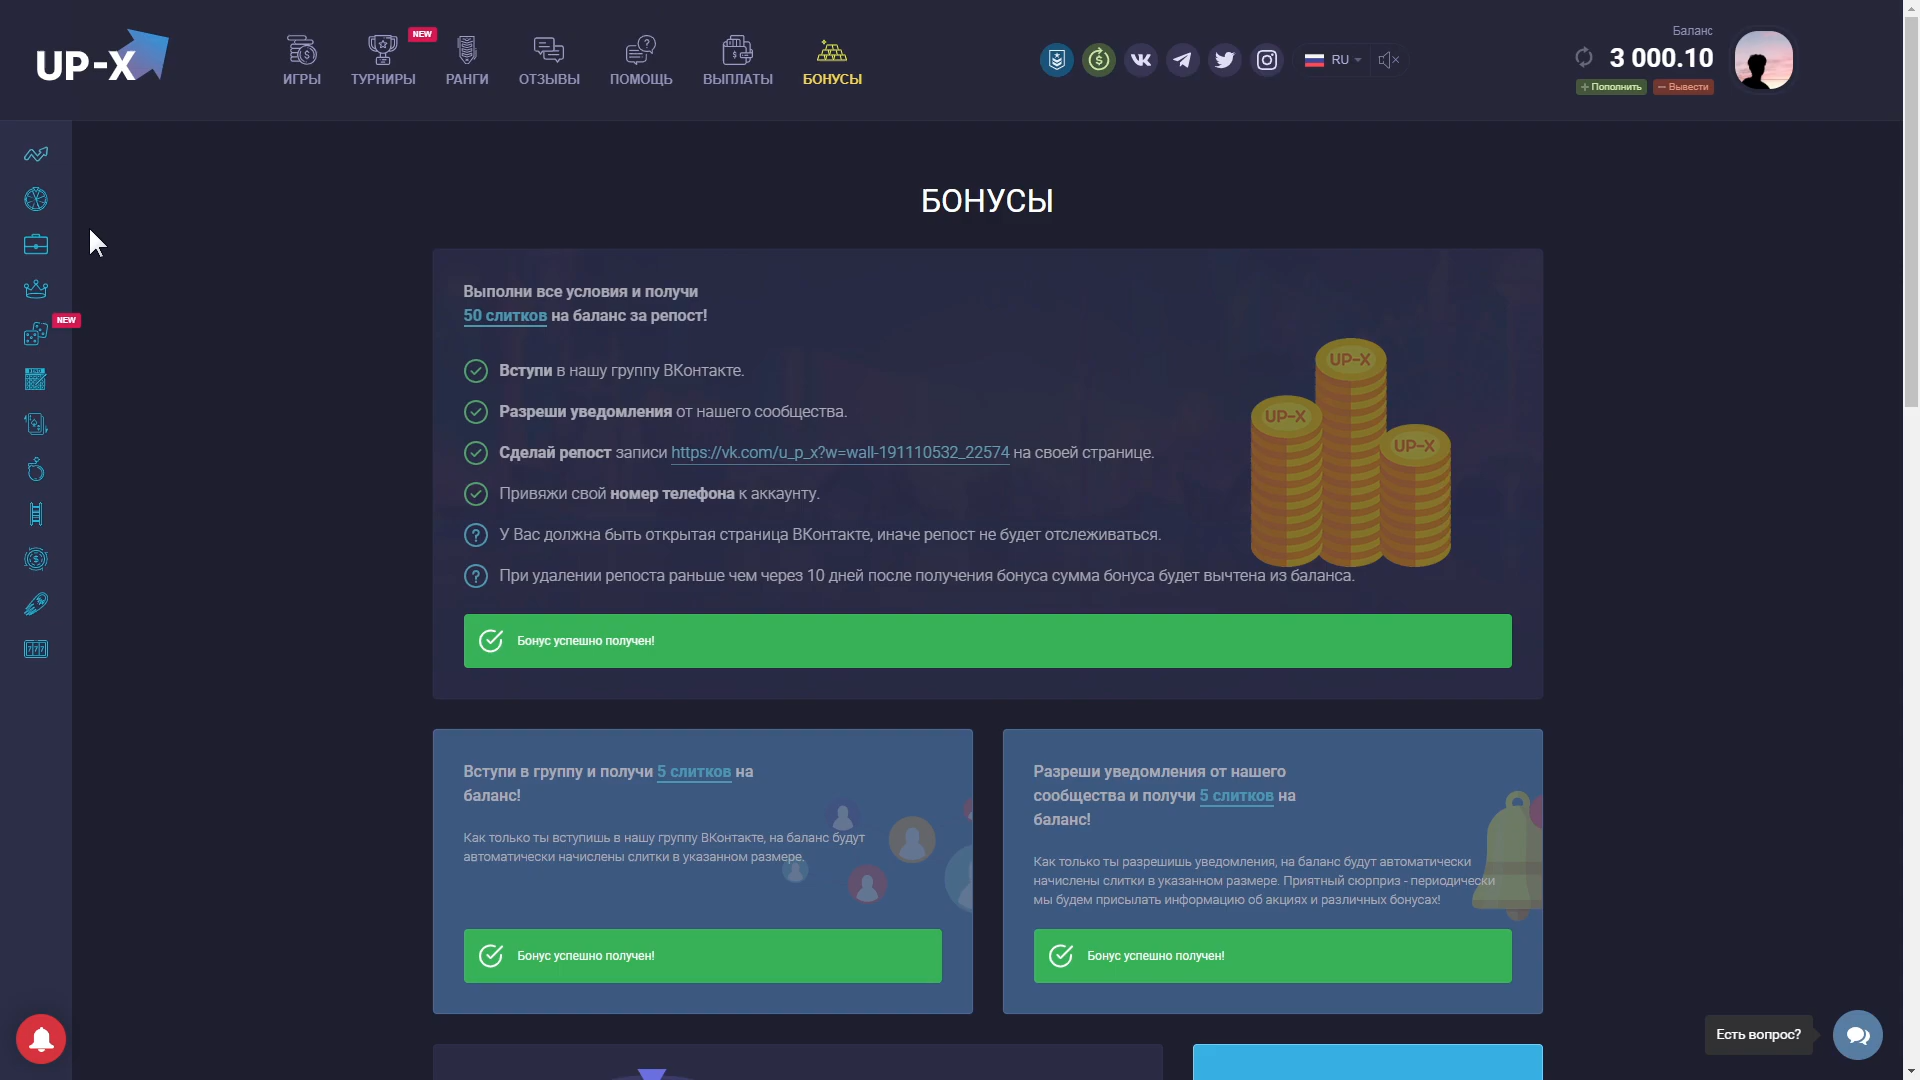 UP-X
ИГРЫ
ТУРНИРЫ
NEW
РАНГИ
ОТЗЫВЫ
ПОМОЩЬ
ВЫПЛАТЫ
БОНУСЫ
RU
Баланс
3 000.10
+ Пополнить
– Вывести
NEW
БОНУСЫ
Выполни все условия и получи
50 слитков на баланс за репост!
Вступи в нашу группу ВКонтакте.
Разреши уведомления от нашего сообщества.
Сделай репост записи https://vk.com/u_p_x?w=wall-191110532_22574 на своей странице.
Привяжи свой номер телефона к аккаунту.
У Вас должна быть открытая страница ВКонтакте, иначе репост не будет отслеживаться.
При удалении репоста раньше чем через 10 дней после получения бонуса сумма бонуса будет вычтена из баланса.
UP-X
UP-X
UP-X
Бонус успешно получен!
Вступи в группу и получи 5 слитков на
баланс!
Как только ты вступишь в нашу группу ВКонтакте, на баланс будут
автоматически начислены слитки в указанном размере.
Бонус успешно получен!
Разреши уведомления от нашего
сообщества и получи 5 слитков на
баланс!
Как только ты разрешишь уведомления, на баланс будут автоматически
начислены слитки в указанном размере. Приятный сюрприз - периодически
мы будем присылать информацию об акциях и различных бонусах!
Бонус успешно получен!
Есть вопрос?
777